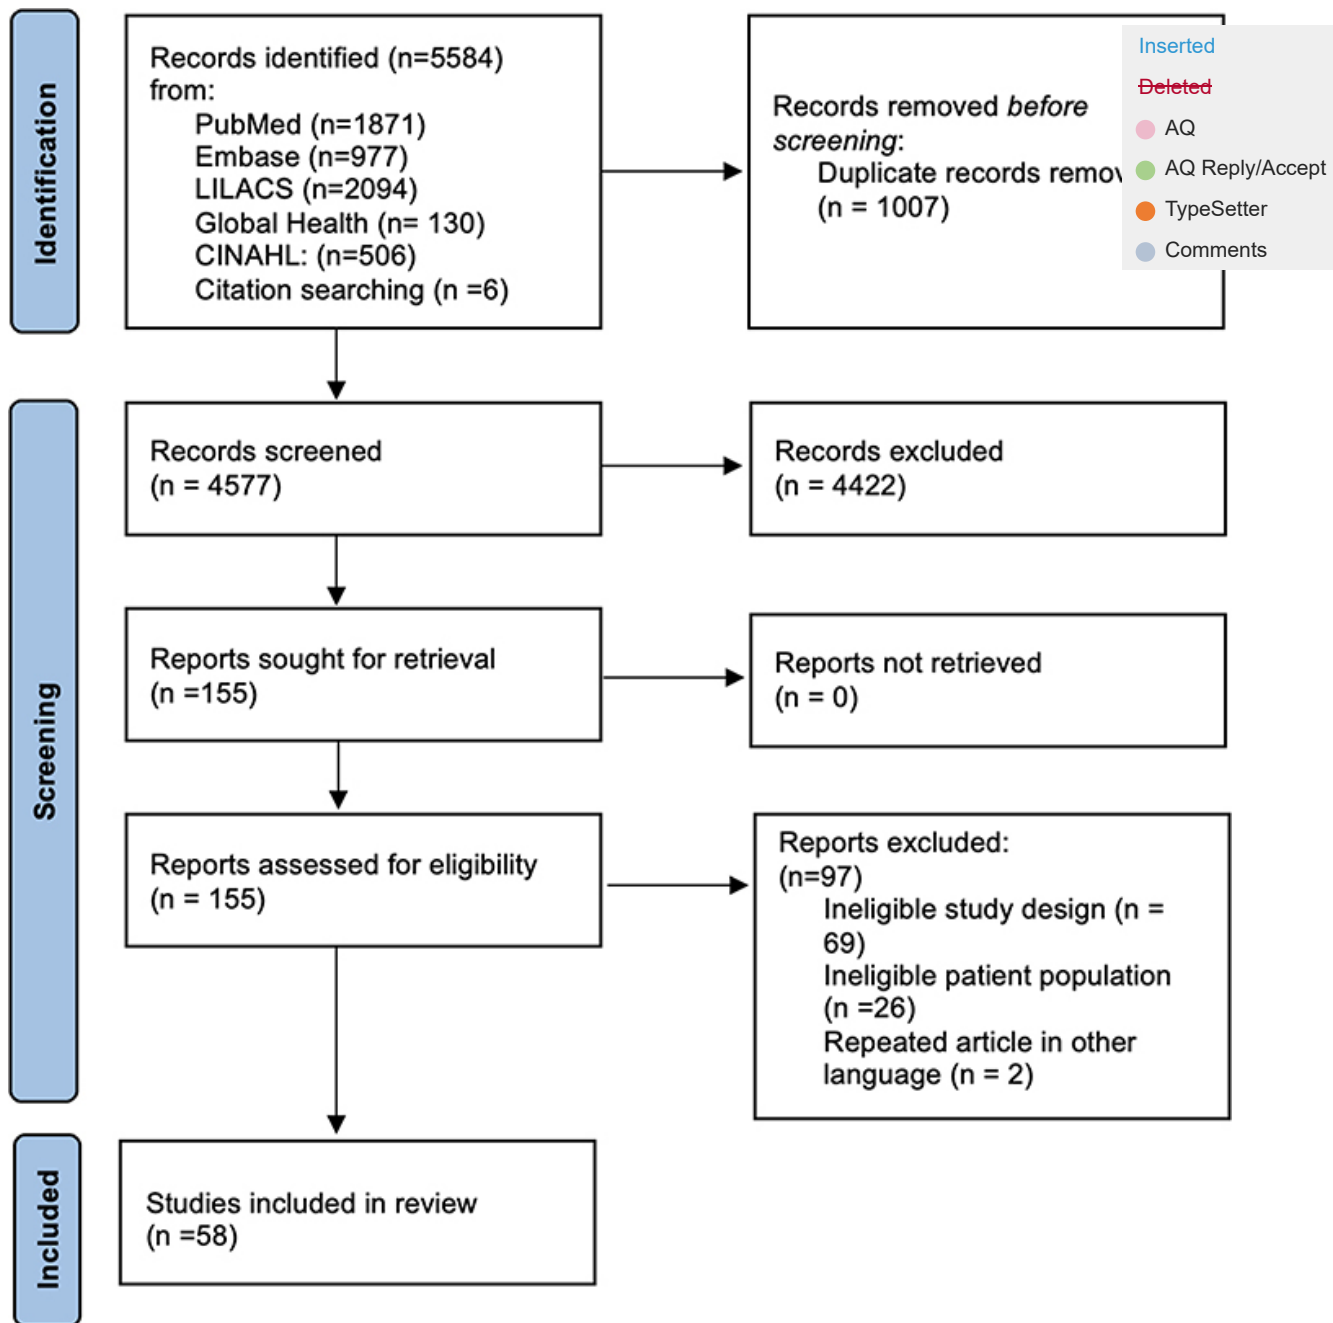 Identification
Records identified (n=5584)
from:
PubMed (n=1871)
Embase (n=977)
LILACS (n=2094)
Global Health (n= 130)
CINAHL: (n=506)
Citation searching (n =6)
Records removed before
screening:
Duplicate records
(n = 1007)
Inserted
Deleted
AQ
AQ Reply/Accept
TypeSetter
Comments
Screening
Records screened
(n = 4577)
Records excluded
(n = 4422)
Reports sought for retrieval
(n =155)
Reports not retrieved
(n = 0)
Reports assessed for eligibility
(n = 155)
Reports excluded:
(n=97)
Ineligible study design (n =
69)
Ineligible patient population
(n =26)
Repeated article in other
language (n = 2)
Included
Studies included in review
(n =58)